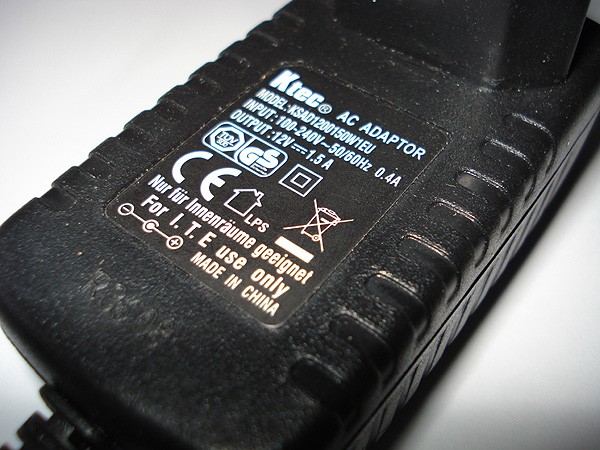 Ktec® AC ADAPTOR
MODEL:KSAD1200150W1EU
INPUT:100-240V~50/60Hz 0.4A
OUTPUT:12V⎓1.5A
GS
CE LPS
Nur für Innenräume geeignet
For I.T.E use only
MADE IN CHINA